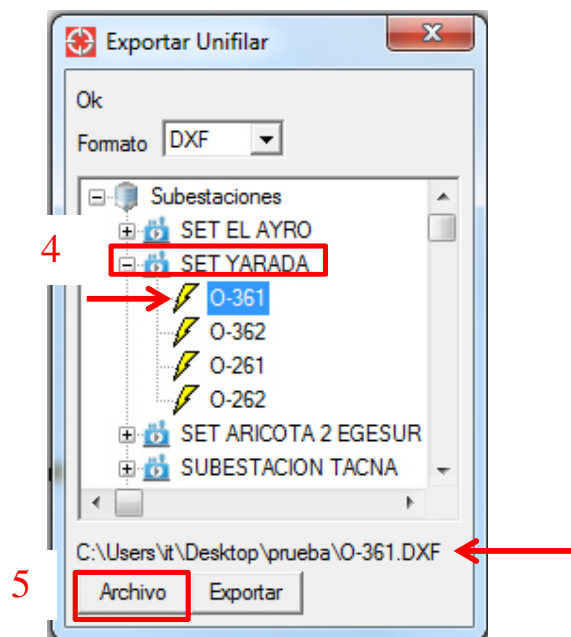 Exportar Unifilar
x
Ok
Formato DXF
Subestaciones
SET EL AYRO
4
SET YARADA
O-361
O-362
O-261
O-262
SET ARICOTA 2 EGESUR
SUBESTACION TACNA
C:\Users\it\Desktop\prueba\O-361.DXF
5 Archivo Exportar